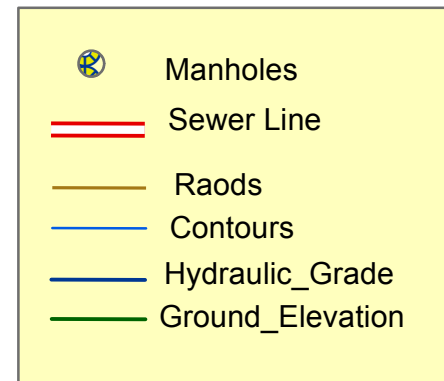 Manholes
Sewer Line
Raods
Contours
Hydraulic_Grade
Ground_Elevation